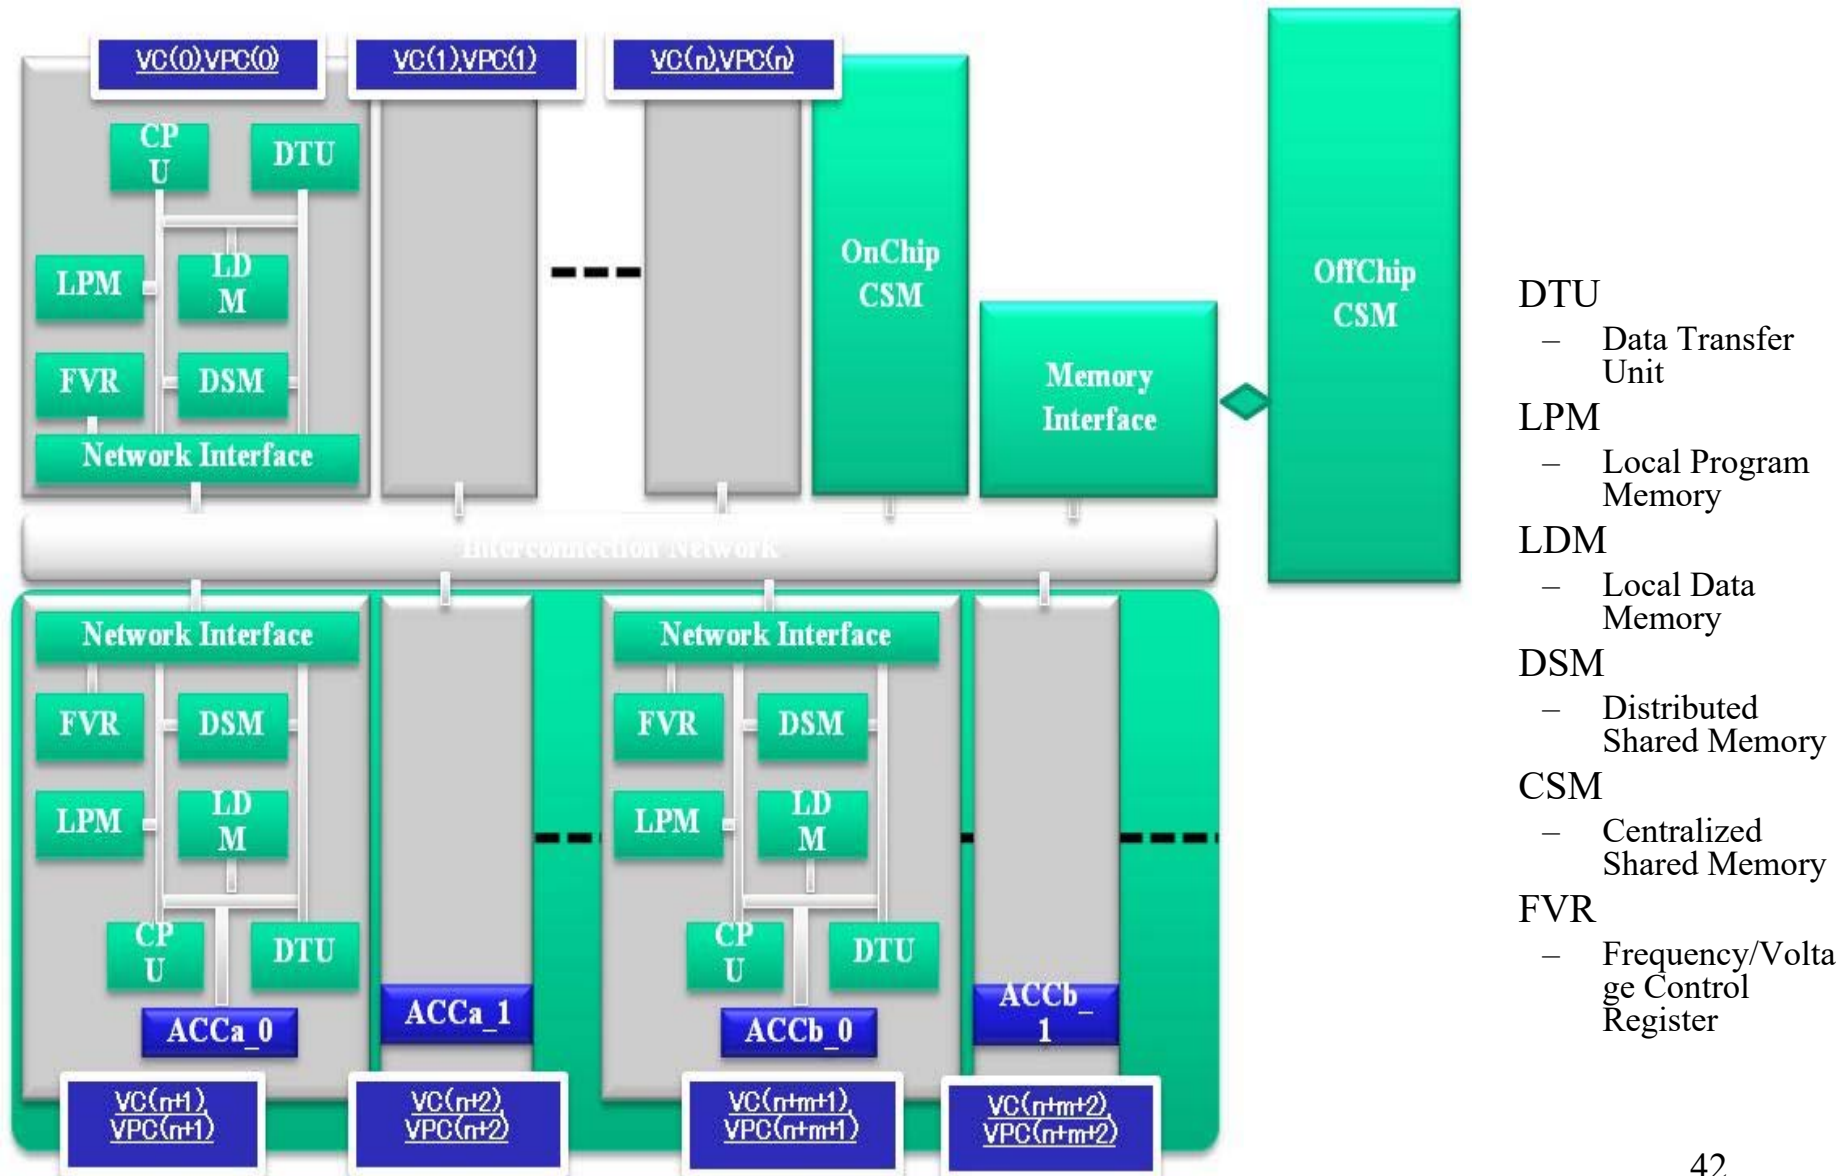 VC(0),VPC(0)
VC(1),VPC(1)
VC(n),VPC(n)
CP
U
DTU
LPM
LD
M
FVR
DSM
Network Interface
OnChip
CSM
Memory
Interface
OffChip
CSM
Interconnection Network
Network Interface
FVR
DSM
LPM
LD
M
CP
U
DTU
ACCa_0
ACCa_1
Network Interface
FVR
DSM
LPM
LD
M
CP
U
DTU
ACCb_0
ACCb_
1
VC(n+1),
VPC(n+1)
VC(n+2),
VPC(n+2)
VC(n+m+1),
VPC(n+m+1)
VC(n+m+2),
VPC(n+m+2)
DTU
– Data Transfer
Unit
LPM
– Local Program
Memory
LDM
– Local Data
Memory
DSM
– Distributed
Shared Memory
CSM
– Centralized
Shared Memory
FVR
– Frequency/Volta
ge Control
Register
42